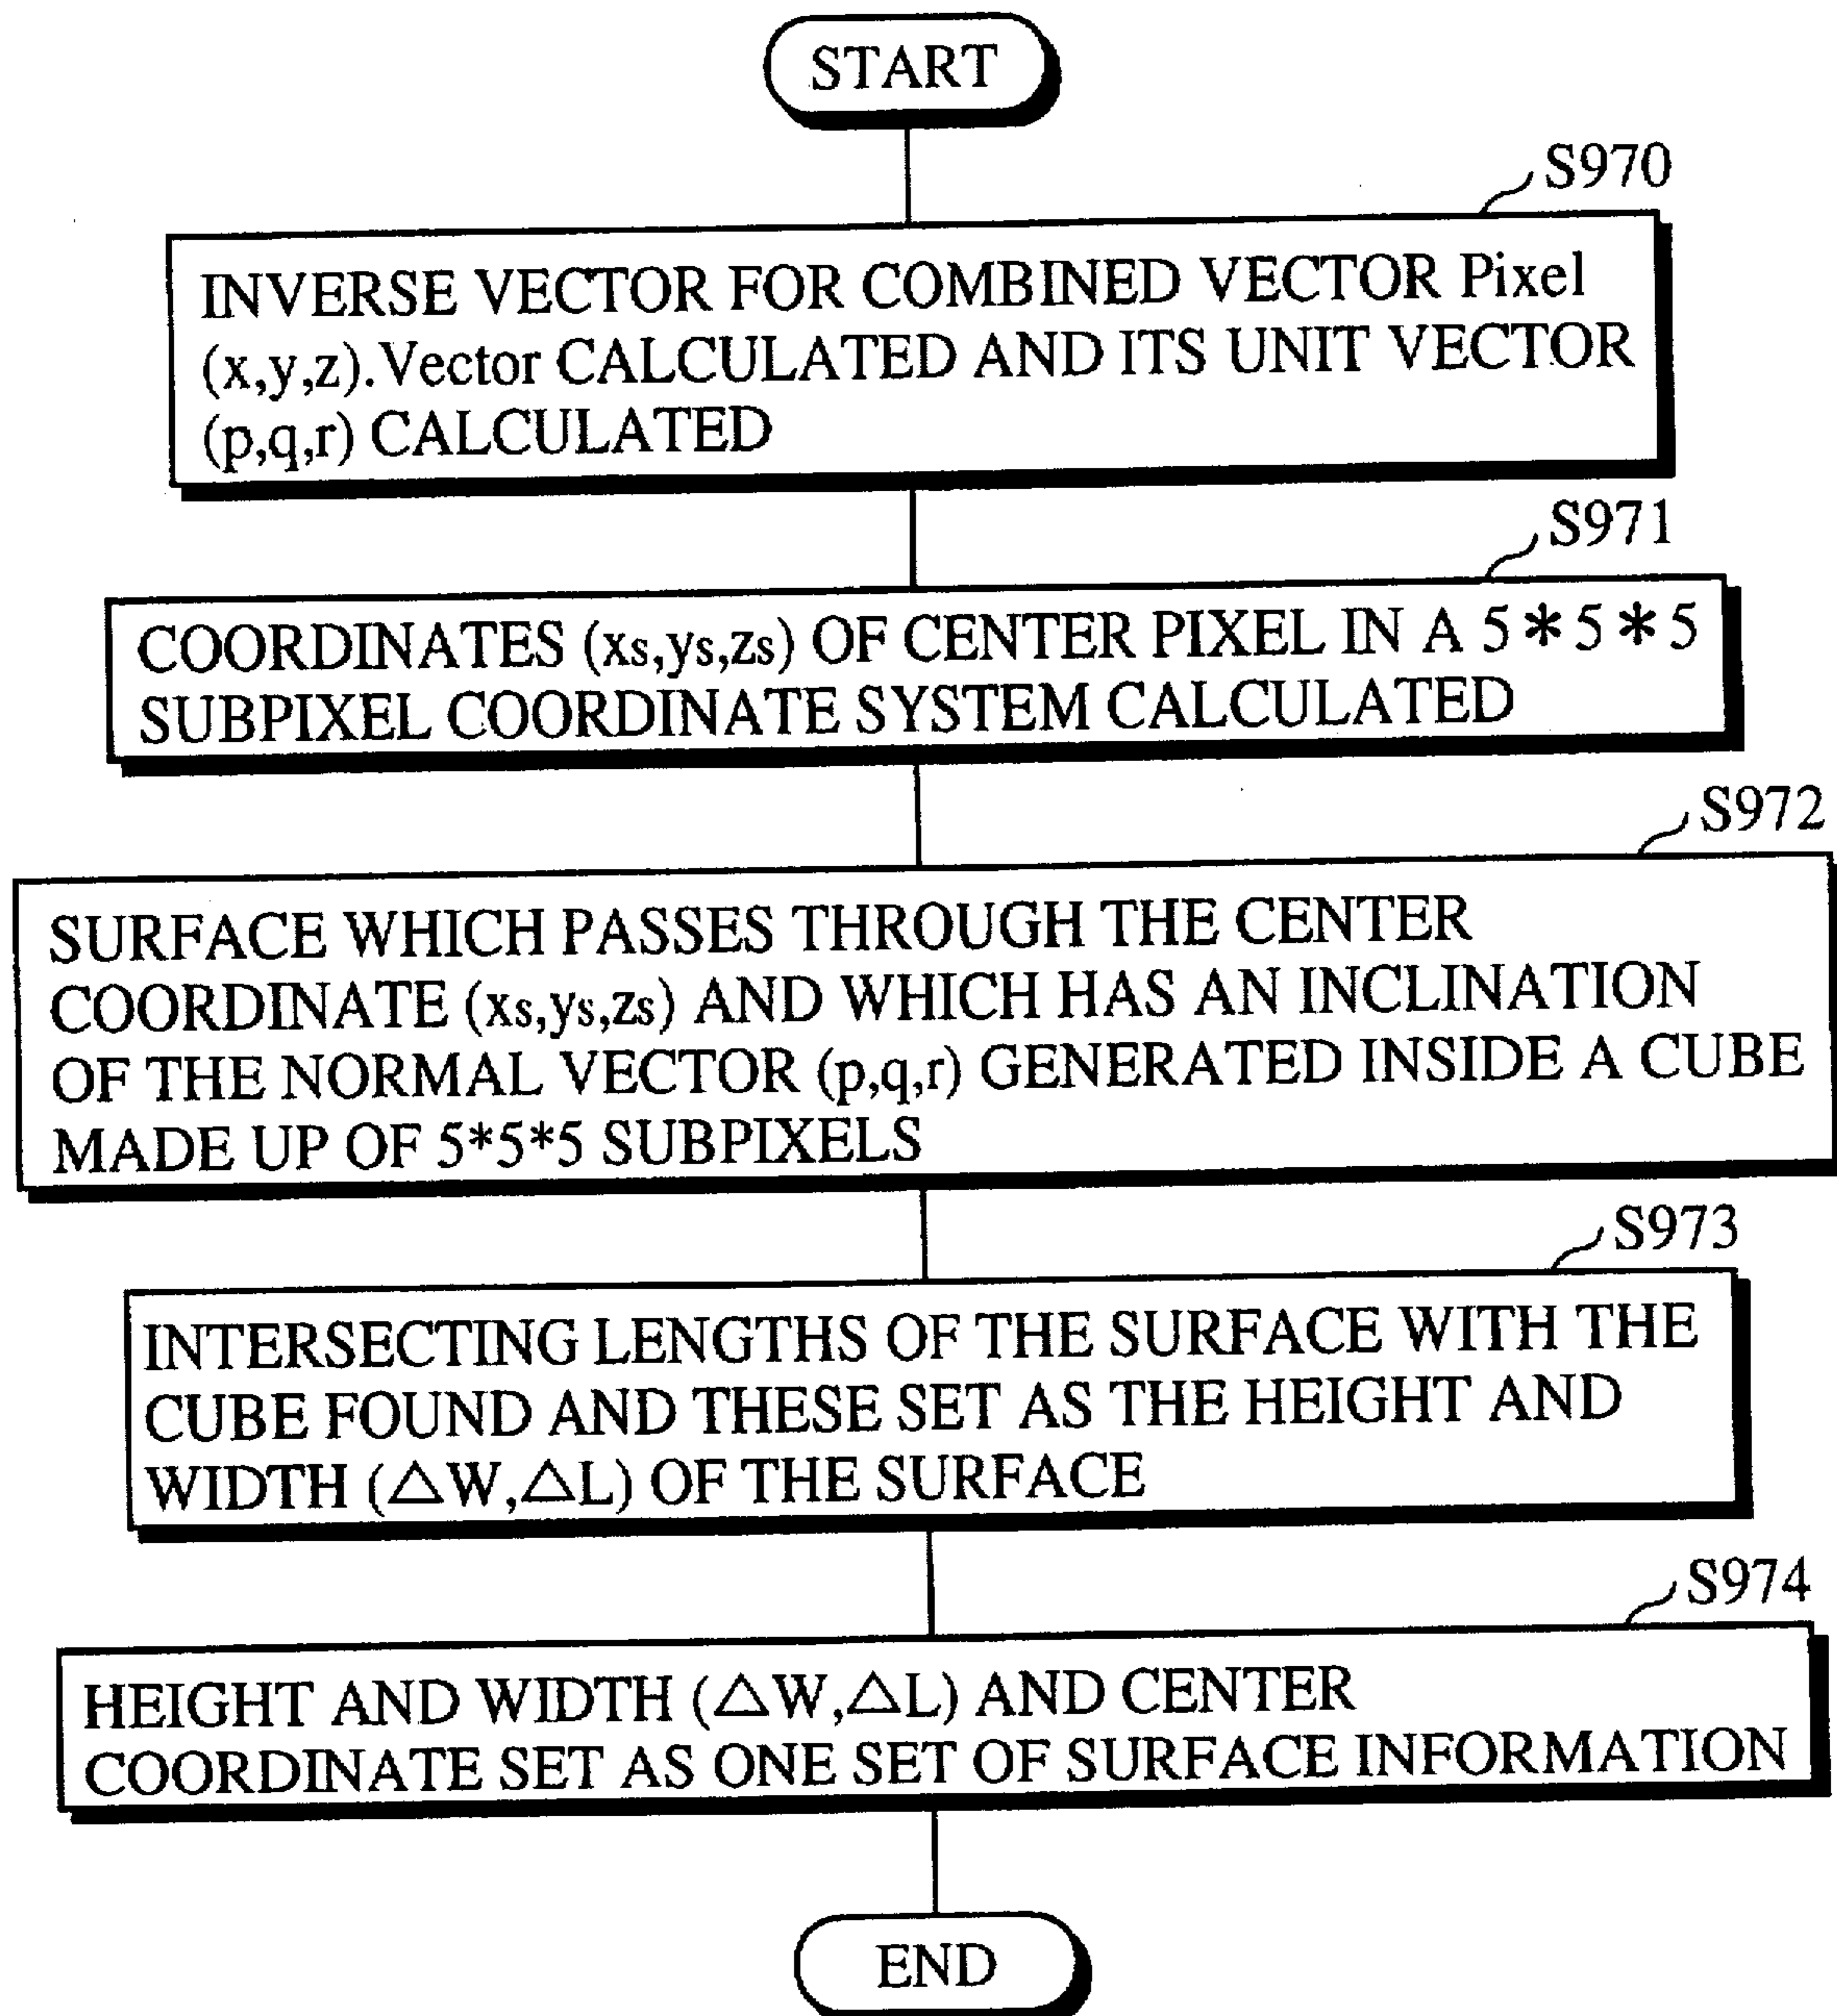 START
S970
INVERSE VECTOR FOR COMBINED VECTOR Pixel
(x,y,z).Vector CALCULATED AND ITS UNIT VECTOR
(p,q,r) CALCULATED
S971
COORDINATES (xs,ys,zs) OF CENTER PIXEL IN A 5*5*5
SUBPIXEL COORDINATE SYSTEM CALCULATED
S972
SURFACE WHICH PASSES THROUGH THE CENTER
COORDINATE (xs,ys,zs) AND WHICH HAS AN INCLINATION
OF THE NORMAL VECTOR (p,q,r) GENERATED INSIDE A CUBE
MADE UP OF 5*5*5 SUBPIXELS
S973
INTERSECTING LENGTHS OF THE SURFACE WITH THE
CUBE FOUND AND THESE SET AS THE HEIGHT AND
WIDTH (△W,△L) OF THE SURFACE
S974
HEIGHT AND WIDTH (△W,△L) AND CENTER
COORDINATE SET AS ONE SET OF SURFACE INFORMATION
END